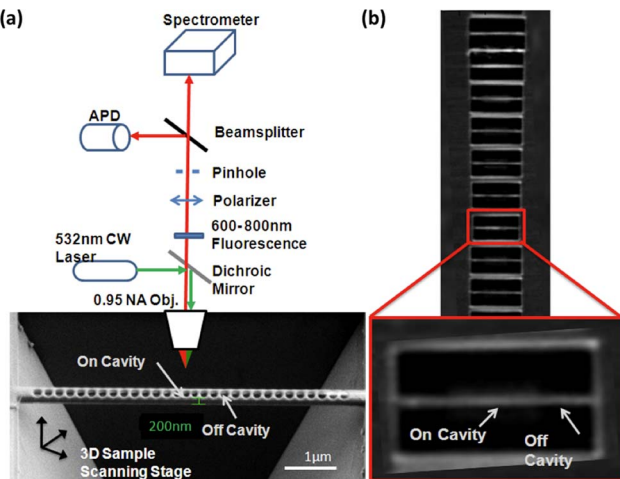 (a)
Spectrometer
APD
Beamsplitter
Pinhole
Polarizer
600-800nm
Fluorescence
532nm CW
Laser
Dichroic
Mirror
0.95 NA Obj.
On Cavity
200nm
Off Cavity
3D Sample
Scanning Stage
1μm
(b)
On Cavity
Off
Cavity